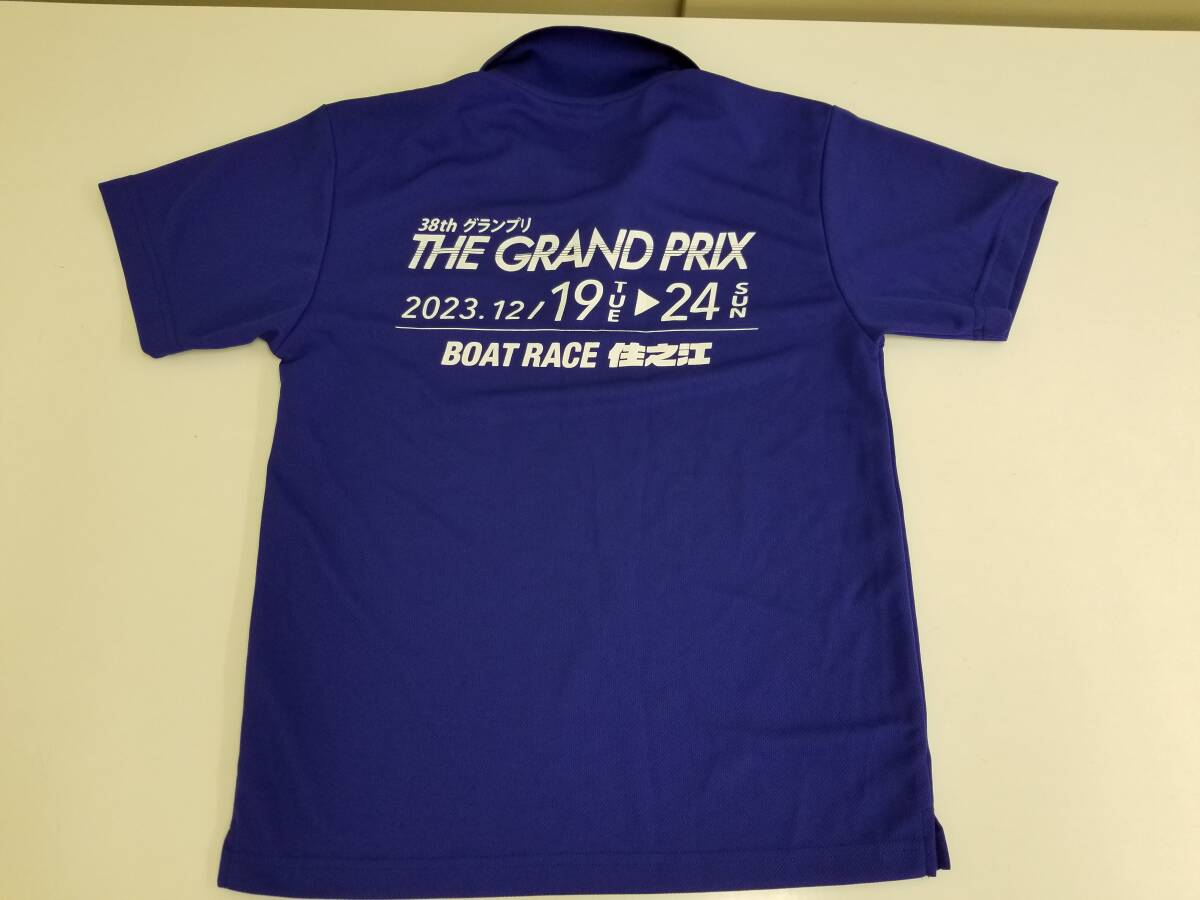 38th グランプリ
THE GRAND PRIX
2023.12/19 TUE ▶ 24 SUN
BOAT RACE 住之江